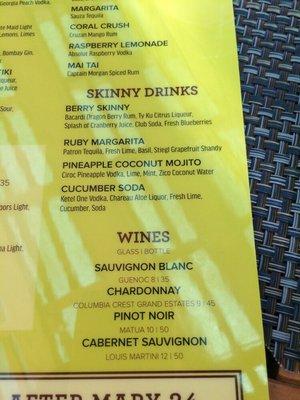 Georgia Peach Vodka,
MARGARITA
Sauza Tequila
CORAL CRUSH
Cruzan Mango Rum
te Maid Light
Lemons, Limes
RASPBERRY LEMONADE
Absolut Raspberry Vodka
Bombay Gin,
MAI TAI
Captain Morgan Spiced Rum
TIKI
Juice
SKINNY DRINKS
BERRY SKINNY
Bacardi Dragon Berry Rum, Ty Ku Citrus Liqueur,
Splash of Cranberry Juice, Club Soda, Fresh Blueberries
Sour,
RUBY MARGARITA
Patron Tequila, Fresh Lime, Basil, Stiegl Grapefruit Shandy
PINEAPPLE COCONUT MOJITO
Ciroc Pineapple Vodka, Lime, Mint, Zico Coconut Water
35
CUCUMBER SODA
Ketel One Vodka, Chareau Aloe Liquor, Fresh Lime,
Cucumber, Soda
oors Light,
WINES
GLASS | BOTTLE
na Light.
SAUVIGNON BLANC
GUENOC 8 | 35
CHARDONNAY
COLUMBIA CREST GRAND ESTATES 9 | 45
PINOT NOIR
MATUA 10 | 50
CABERNET SAUVIGNON
LOUIS MARTINI 12 | 50
AFTER MARY 24